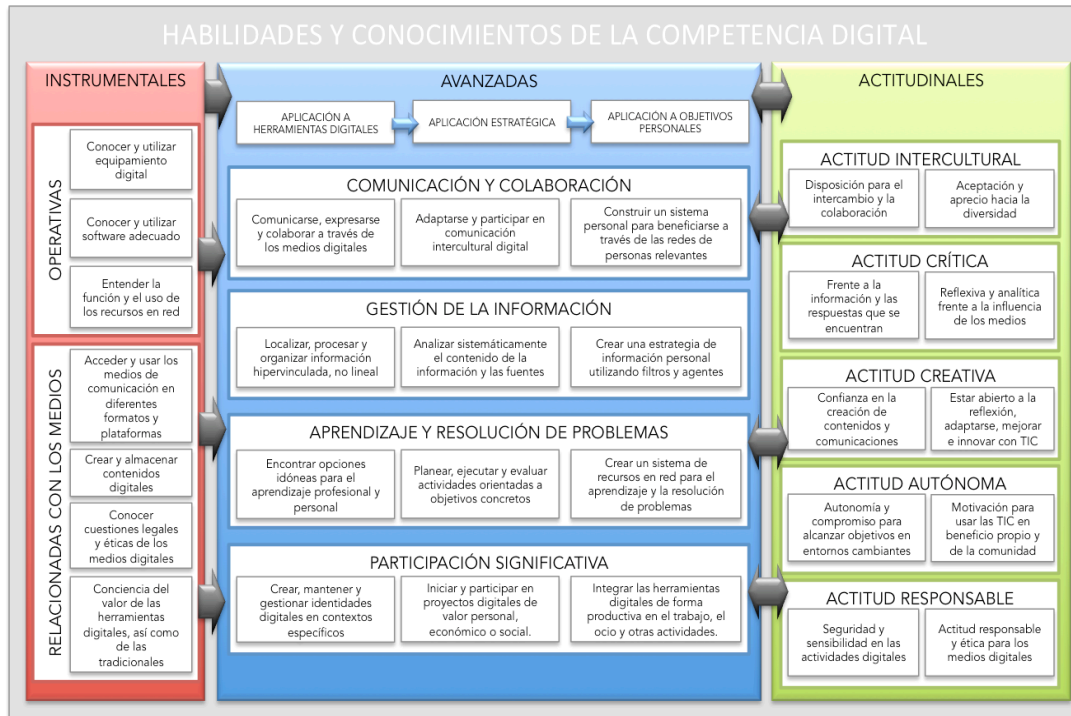 HABILIDADES Y CONOCIMIENTOS DE LA COMPETENCIA DIGITAL
INSTRUMENTALES
OPERATIVAS
Conocer y utilizar
equipamiento
digital
Conocer y utilizar
software adecuado
Entender la
función y el uso de
los recursos en red
RELACIONADAS CON LOS MEDIOS
Acceder y usar los
medios de
comunicación en
diferentes
formatos y
plataformas
Crear y almacenar
contenidos
digitales
Conocer
cuestiones legales
y éticas de los
medios digitales
Conciencia del
valor de las
herramientas
digitales, así como
de las
tradicionales
AVANZADAS
APLICACIÓN A
HERRAMIENTAS DIGITALES
APLICACIÓN ESTRATÉGICA
APLICACIÓN A OBJETIVOS
PERSONALES
COMUNICACIÓN Y COLABORACIÓN
Comunicarse, expresarse
y colaborar a través de
los medios digitales
Adaptarse y participar en
comunicación
intercultural digital
Construir un sistema
personal para beneficiarse a
través de las redes de
personas relevantes
GESTIÓN DE LA INFORMACIÓN
Localizar, procesar y
organizar información
hipervinculada, no lineal
Analizar sistemáticamente
el contenido de la
información y las fuentes
Crear una estrategia de
información personal
utilizando filtros y agentes
APRENDIZAJE Y RESOLUCIÓN DE PROBLEMAS
Encontrar opciones
idóneas para el
aprendizaje profesional y
personal
Planear, ejecutar y evaluar
actividades orientadas a
objetivos concretos
Crear un sistema de
recursos en red para el
aprendizaje y la resolución
de problemas
PARTICIPACIÓN SIGNIFICATIVA
Crear, mantener y
gestionar identidades
digitales en contextos
específicos
Iniciar y participar en
proyectos digitales de
valor personal,
económico o social.
Integrar las herramientas
digitales de forma
productiva en el trabajo, el
ocio y otras actividades.
ACTITUDINALES
ACTITUD INTERCULTURAL
Disposición para el
intercambio y la
colaboración
Aceptación y
aprecio hacia la
diversidad
ACTITUD CRÍTICA
Frente a la
información y las
respuestas que se
encuentran
Reflexiva y analítica
frente a la influencia
de los medios
ACTITUD CREATIVA
Confianza en la
creación de
contenidos y
comunicaciones
Estar abierto a la
reflexión,
adaptarse, mejorar
e innovar con TIC
ACTITUD AUTÓNOMA
Autonomía y
compromiso para
alcanzar objetivos en
entornos cambiantes
Motivación para
usar las TIC en
beneficio propio y
de la comunidad
ACTITUD RESPONSABLE
Seguridad y
sensibilidad en las
actividades digitales
Actitud responsable
y ética para los
medios digitales